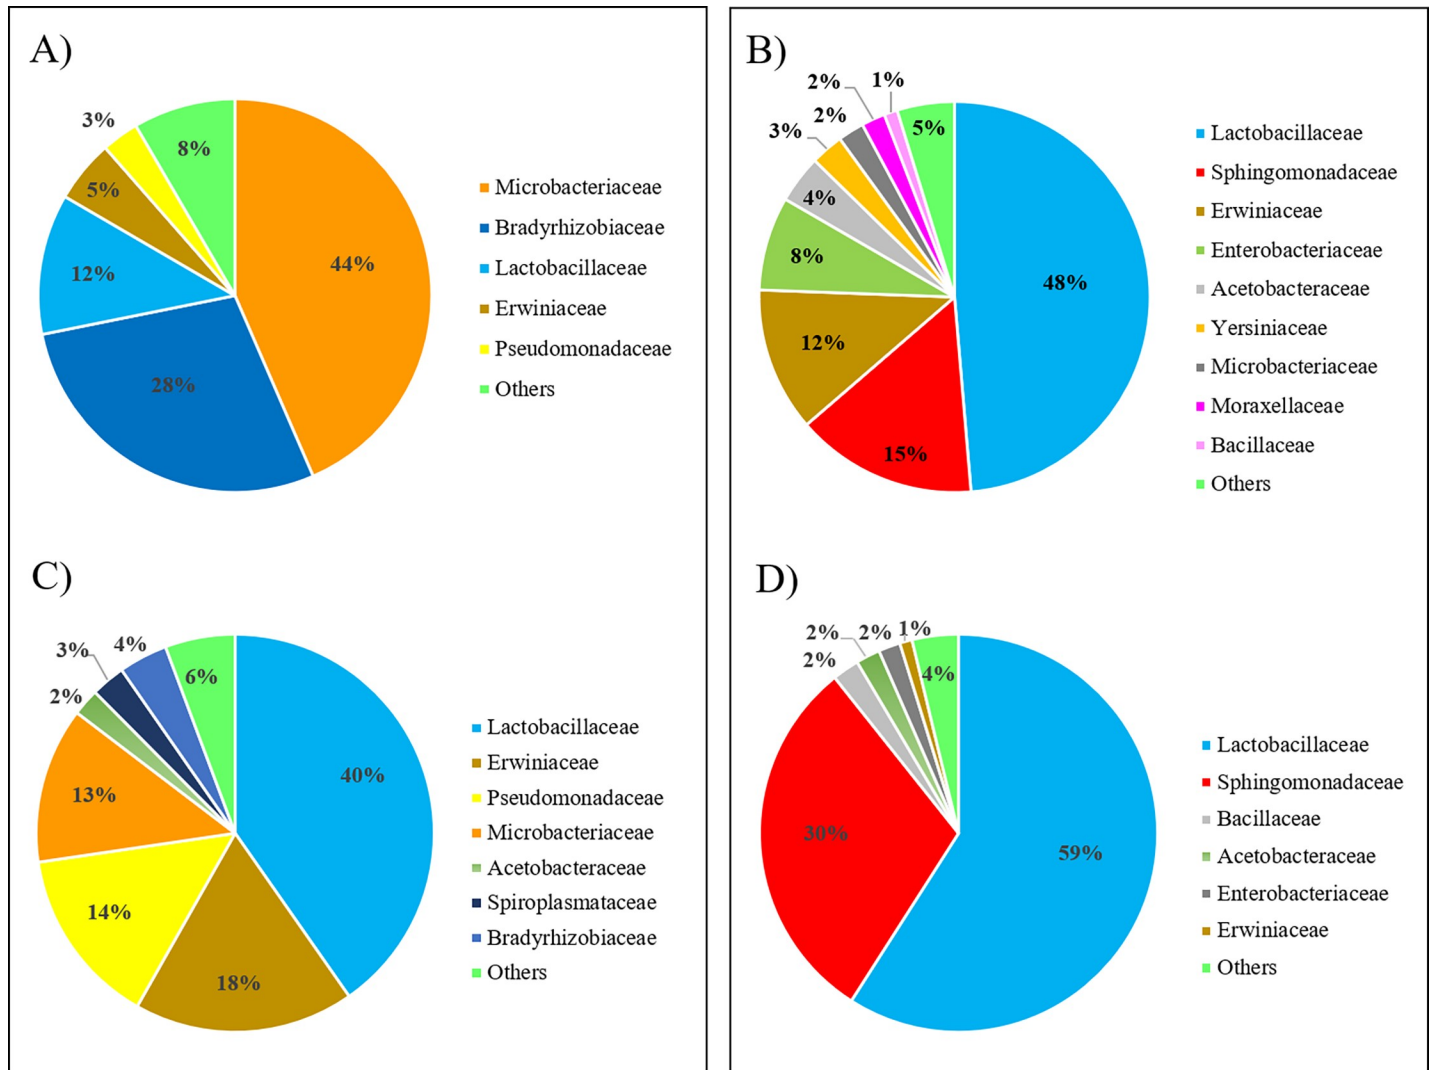 A)
3%
8%
5%
12%
28%
44%
Microbacteriaceae
Bradyrhizobiaceae
Lactobacillaceae
Erwiniaceae
Pseudomonadaceae
Others
B)
2%
1%
2%
3%
5%
4%
8%
12%
15%
48%
Lactobacillaceae
Sphingomonadaceae
Erwiniaceae
Enterobacteriaceae
Acetobacteraceae
Yersiniaceae
Microbacteriaceae
Moraxellaceae
Bacillaceae
Others
C)
3%
4%
2%
6%
13%
14%
18%
40%
Lactobacillaceae
Erwiniaceae
Pseudomonadaceae
Microbacteriaceae
Acetobacteraceae
Spiroplasmataceae
Bradyrhizobiaceae
Others
D)
2%
2%
1%
2%
4%
30%
59%
Lactobacillaceae
Sphingomonadaceae
Bacillaceae
Acetobacteraceae
Enterobacteriaceae
Erwiniaceae
Others